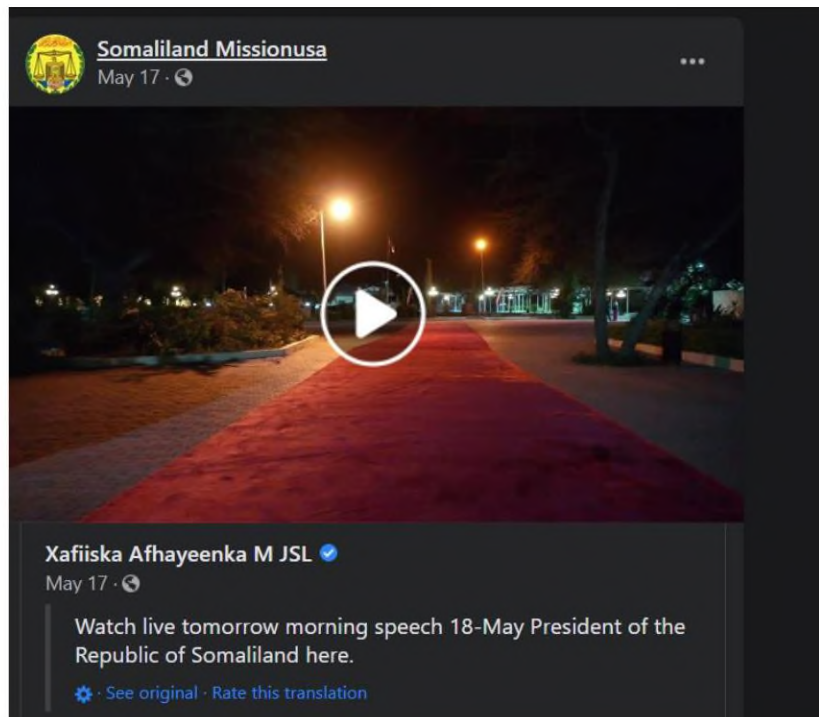 Somaliland Missionusa
May 17 ·
Xafiiska Afhayeenka M JSL
May 17 ·
Watch live tomorrow morning speech 18-May President of the
Republic of Somaliland here.
· See original · Rate this translation